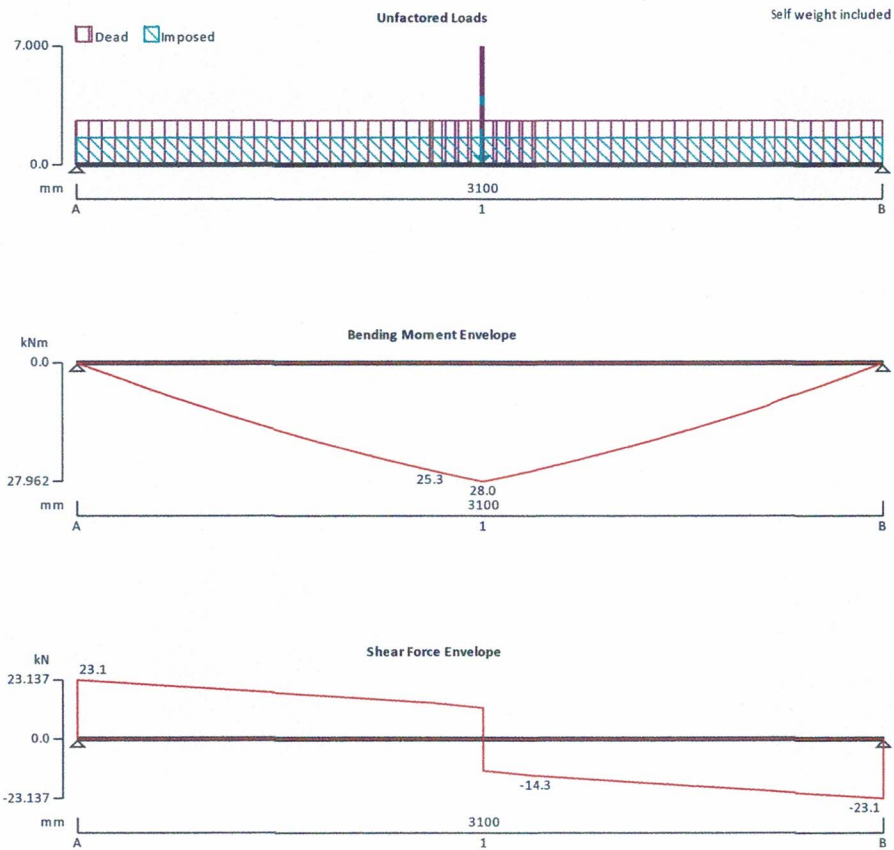 Unfactored Loads
Self weight included
Dead Imposed
7.000
0.0
mm 3100
A 1 B
Bending Moment Envelope
kNm
0.0
25.3
27.962 28.0
mm 3100
A 1 B
Shear Force Envelope
kN
23.1
23.137
0.0
-14.3
-23.137 -23.1
mm 3100
A 1 B